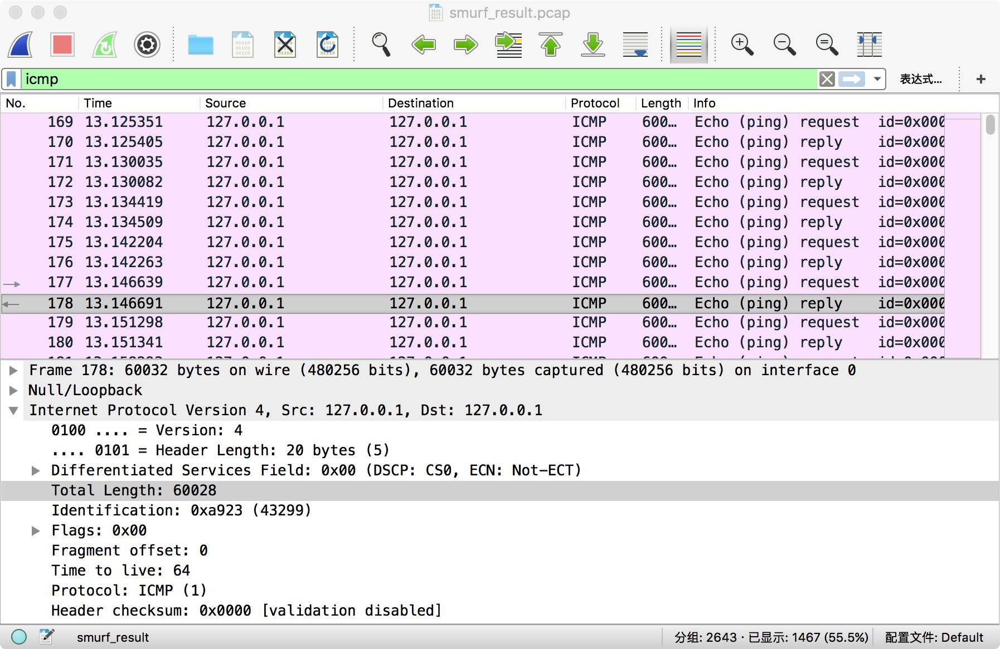 smurf_result.pcap
icmp 表达式… +
No. Time Source Destination Protocol Length Info
169 13.125351 127.0.0.1 127.0.0.1 ICMP 600… Echo (ping) request id=0x000
170 13.125405 127.0.0.1 127.0.0.1 ICMP 600… Echo (ping) reply id=0x000
171 13.130035 127.0.0.1 127.0.0.1 ICMP 600… Echo (ping) request id=0x000
172 13.130082 127.0.0.1 127.0.0.1 ICMP 600… Echo (ping) reply id=0x000
173 13.134419 127.0.0.1 127.0.0.1 ICMP 600… Echo (ping) request id=0x000
174 13.134509 127.0.0.1 127.0.0.1 ICMP 600… Echo (ping) reply id=0x000
175 13.142204 127.0.0.1 127.0.0.1 ICMP 600… Echo (ping) request id=0x000
176 13.142263 127.0.0.1 127.0.0.1 ICMP 600… Echo (ping) reply id=0x000
177 13.146639 127.0.0.1 127.0.0.1 ICMP 600… Echo (ping) request id=0x000
178 13.146691 127.0.0.1 127.0.0.1 ICMP 600… Echo (ping) reply id=0x000
179 13.151298 127.0.0.1 127.0.0.1 ICMP 600… Echo (ping) request id=0x000
180 13.151341 127.0.0.1 127.0.0.1 ICMP 600… Echo (ping) reply id=0x000
Frame 178: 60032 bytes on wire (480256 bits), 60032 bytes captured (480256 bits) on interface 0
Null/Loopback
Internet Protocol Version 4, Src: 127.0.0.1, Dst: 127.0.0.1
0100 .... = Version: 4
.... 0101 = Header Length: 20 bytes (5)
Differentiated Services Field: 0x00 (DSCP: CS0, ECN: Not-ECT)
Total Length: 60028
Identification: 0xa923 (43299)
Flags: 0x00
Fragment offset: 0
Time to live: 64
Protocol: ICMP (1)
Header checksum: 0x0000 [validation disabled]
smurf_result 分组: 2643 · 已显示: 1467 (55.5%) 配置文件: Default